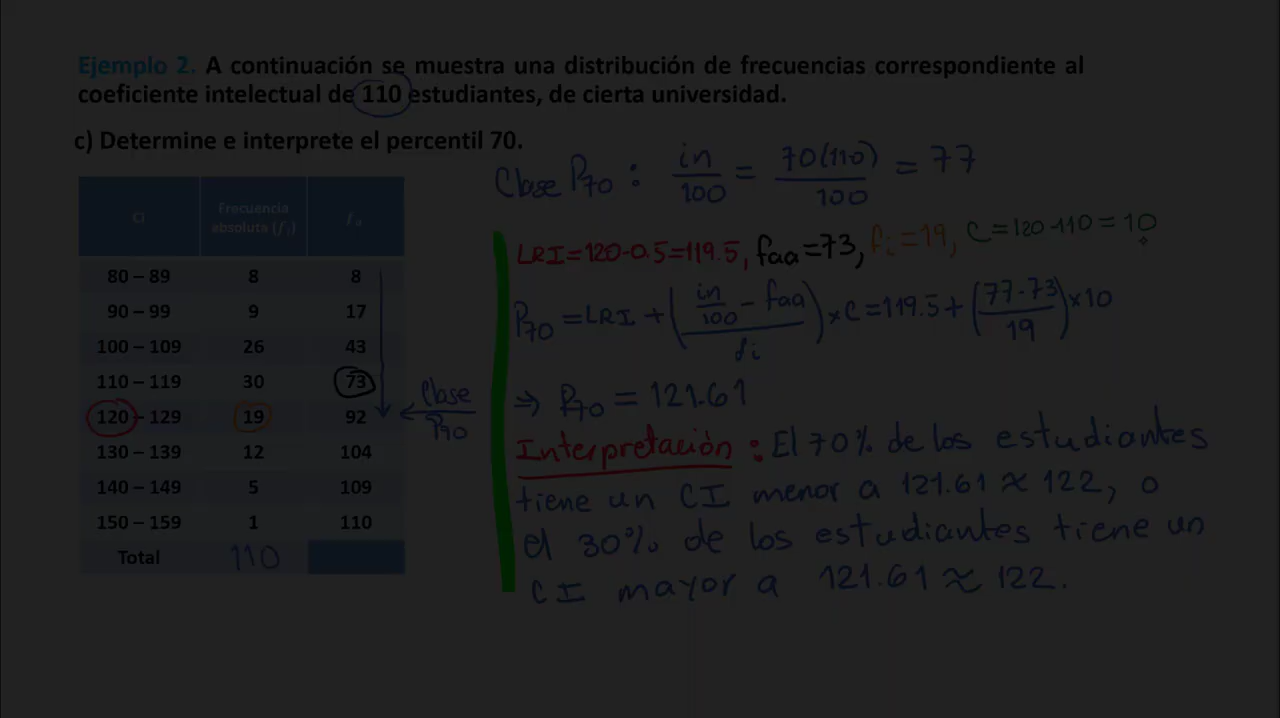 Ejemplo 2. A continuación se muestra una distribución de frecuencias correspondiente al
coeficiente intelectual de 110 estudiantes, de cierta universidad.
c) Determine e interprete el percentil 70.
Clase P70 : in/100 = 70(110)/100 = 77
CI Frecuencia absoluta (fi) fa
80 – 89 8 8
90 – 99 9 17
100 – 109 26 43
110 – 119 30 73
120 – 129 19 92
130 – 139 12 104
140 – 149 5 109
150 – 159 1 110
Total 110
Clase
P70
LRI=120-0.5=119.5, faa=73, fi=19, C=120-110=10
P70 = LRI + (in/100 - faa / fi) × C = 119.5 + (77-73 / 19) × 10
⇒ P70 = 121.61
Interpretación : El 70% de los estudiantes
tiene un CI menor a 121.61 ≈ 122, o
el 30% de los estudiantes tiene un
CI mayor a 121.61 ≈ 122.